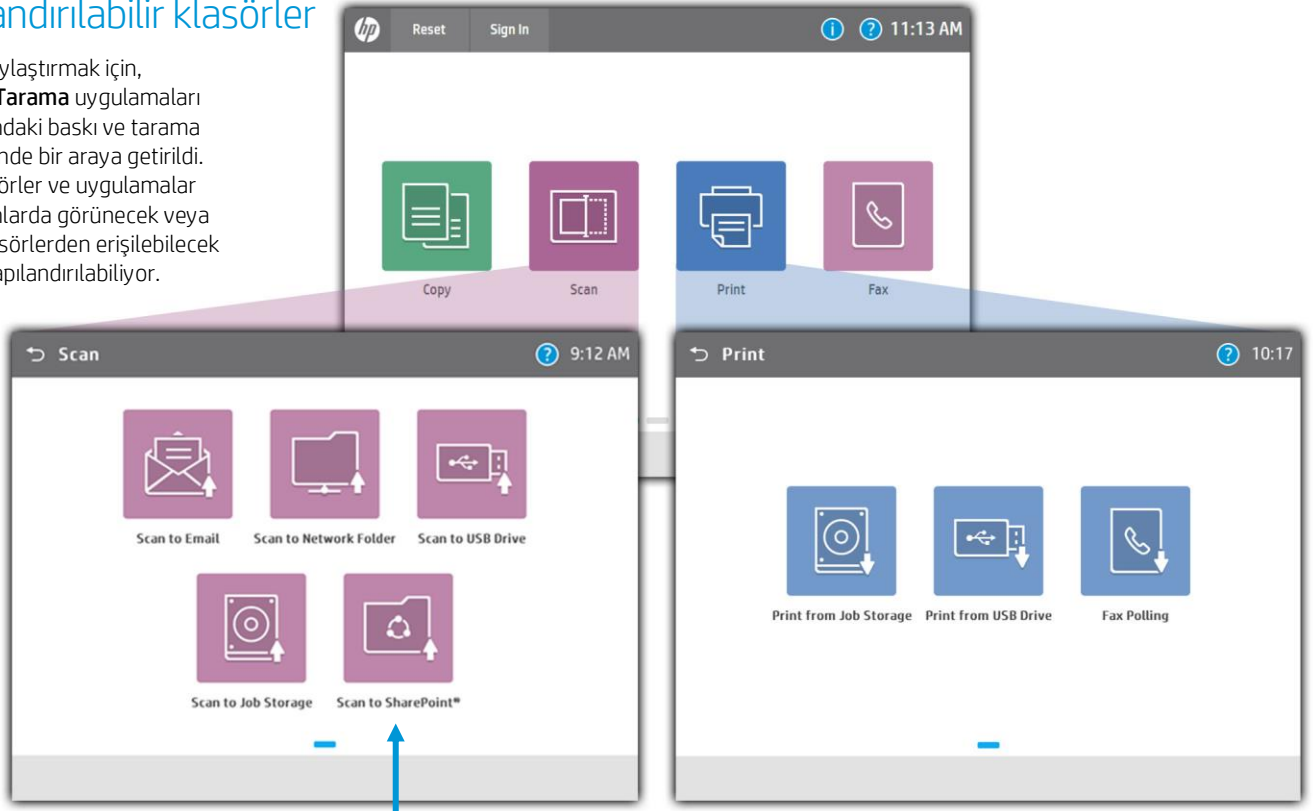 andırılabilir klasörler
ylaştırmak için,
Tarama uygulamaları
ndaki baskı ve tarama
nde bir araya getirildi.
örler ve uygulamalar
nlarda görünecek veya
sörlerden erişilebilecek
apılandırılabiliyor.
hp Reset Sign In i ? 11:13 AM
Copy Scan Print Fax
Scan ? 9:12 AM
Scan to Email Scan to Network Folder Scan to USB Drive
Scan to Job Storage Scan to SharePoint®
Print ? 10:17
Print from Job Storage Print from USB Drive Fax Polling